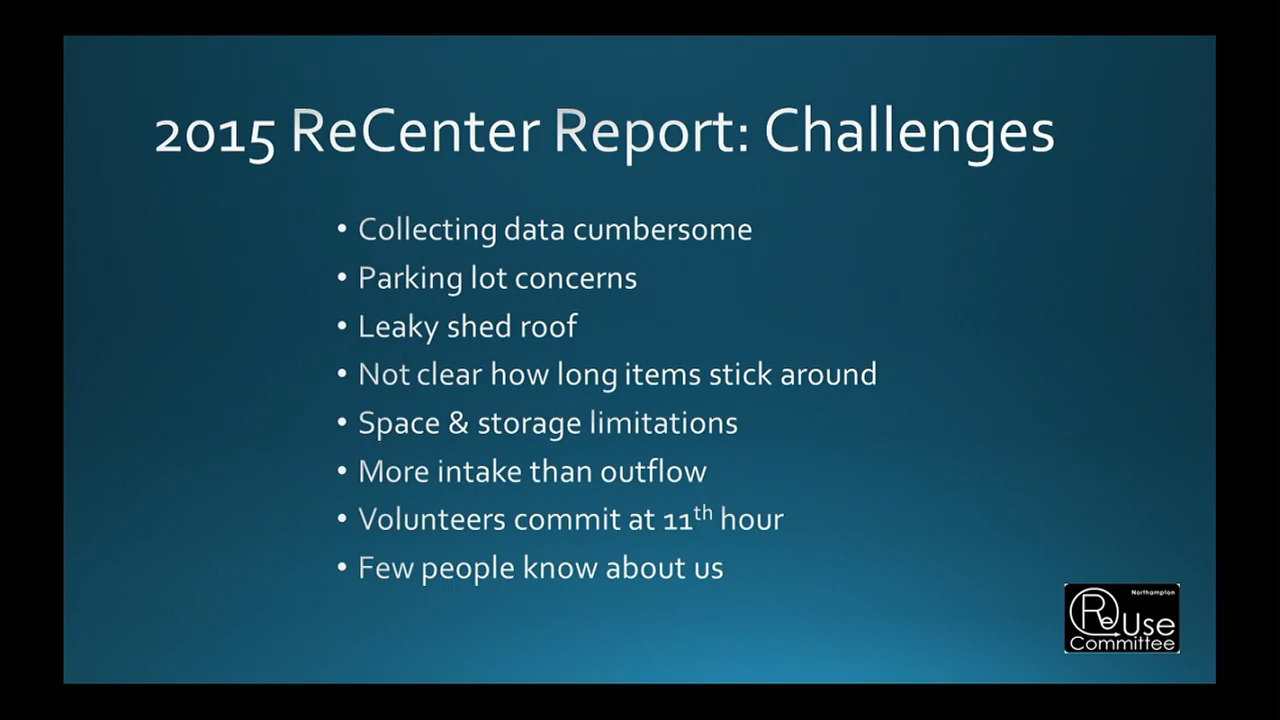 2015 ReCenter Report: Challenges
• Collecting data cumbersome
• Parking lot concerns
• Leaky shed roof
• Not clear how long items stick around
• Space & storage limitations
• More intake than outflow
• Volunteers commit at 11th hour
• Few people know about us
Northampton
ReUse
Committee